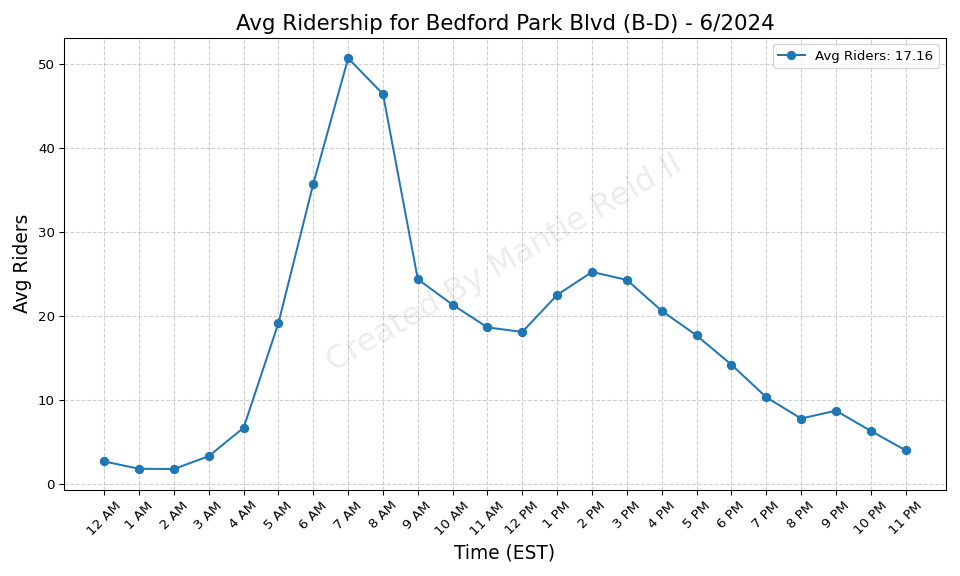 Avg Ridership for Bedford Park Blvd (B-D) - 6/2024
Avg Riders: 17.16
50
40
30
20
10
0
Avg Riders
Created By Mantie Reid II
12 AM
1 AM
2 AM
3 AM
4 AM
5 AM
6 AM
7 AM
8 AM
9 AM
10 AM
11 AM
12 PM
1 PM
2 PM
3 PM
4 PM
5 PM
6 PM
7 PM
8 PM
9 PM
10 PM
11 PM
Time (EST)